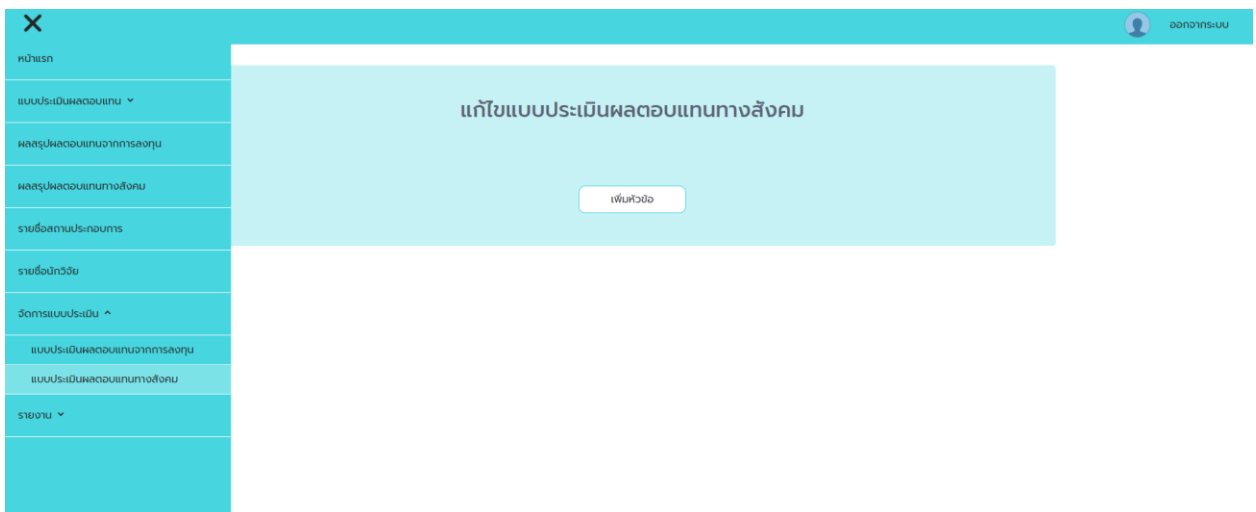 ออกจากระบบ
หน้าแรก
แบบประเมินผลตอบแทน
แก้ไขแบบประเมินผลตอบแทนทางสังคม
ผลสรุปผลตอบแทนจากการลงทุน
ผลสรุปผลตอบแทนทางสังคม
เพิ่มหัวข้อ
รายชื่อสถานประกอบการ
รายชื่อนักวิจัย
จัดการแบบประเมิน
แบบประเมินผลตอบแทนจากการลงทุน
แบบประเมินผลตอบแทนทางสังคม
รายงาน